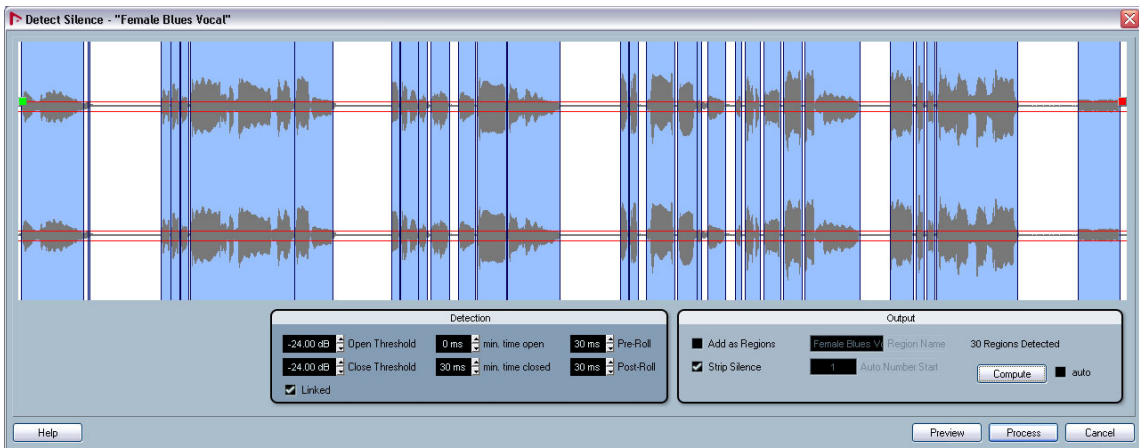 Detect Silence - "Female Blues Vocal"
Detection
-24.00 dB Open Threshold 0 ms min. time open 30 ms Pre-Roll
-24.00 dB Close Threshold 30 ms min. time closed 30 ms Post-Roll
Linked
Output
Add as Regions Female Blues Region Name 30 Regions Detected
Strip Silence 1 Auto Number Start
Compute auto
Help Preview Process Cancel